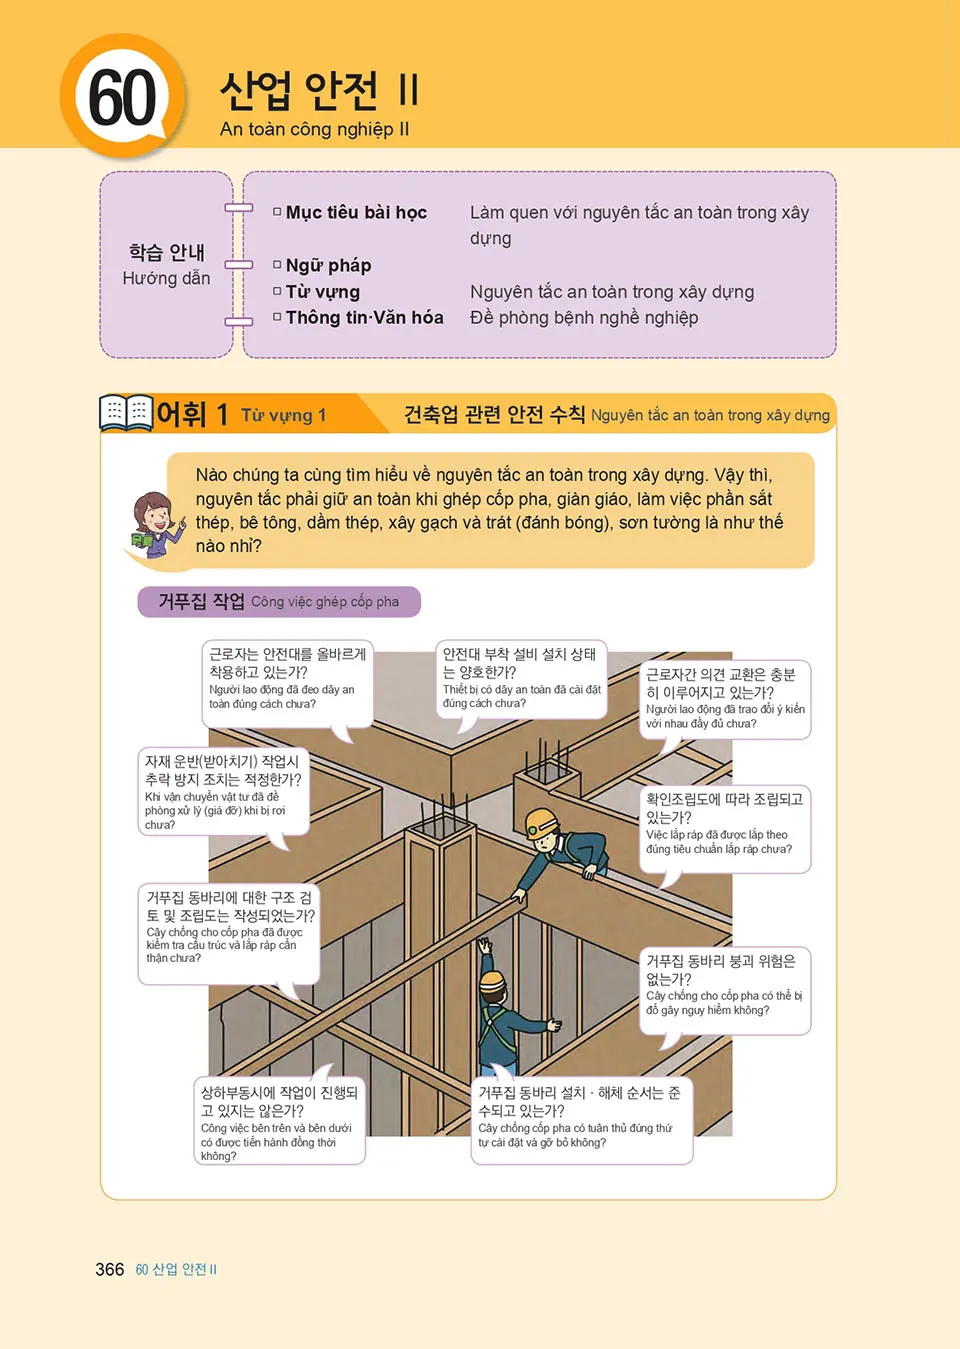 60
산업 안전 Ⅱ
An toàn công nghiệp II
학습 안내
Hướng dẫn
□ Mục tiêu bài học Làm quen với nguyên tắc an toàn trong xây
dựng
□ Ngữ pháp
□ Từ vựng Nguyên tắc an toàn trong xây dựng
□ Thông tin·Văn hóa Đề phòng bệnh nghề nghiệp
어휘 1 Từ vựng 1 건축업 관련 안전 수칙 Nguyên tắc an toàn trong xây dựng
Nào chúng ta cùng tìm hiểu về nguyên tắc an toàn trong xây dựng. Vậy thì,
nguyên tắc phải giữ an toàn khi ghép cốp pha, giàn giáo, làm việc phần sắt
thép, bê tông, dầm thép, xây gạch và trát (đánh bóng), sơn tường là như thế
nào nhỉ?
거푸집 작업 Công việc ghép cốp pha
근로자는 안전대를 올바르게
착용하고 있는가?
Người lao động đã đeo dây an
toàn đúng cách chưa?
안전대 부착 설비 설치 상태
는 양호한가?
Thiết bị có dây an toàn đã cài đặt
đúng cách chưa?
근로자간 의견 교환은 충분
히 이루어지고 있는가?
Người lao động đã trao đổi ý kiến
với nhau đầy đủ chưa?
자재 운반(받아치기) 작업시
추락 방지 조치는 적정한가?
Khi vận chuyển vật tư đã đề
phòng xử lý (giá đỡ) khi bị rơi
chưa?
확인조립도에 따라 조립되고
있는가?
Việc lắp ráp đã được lắp theo
đúng tiêu chuẩn lắp ráp chưa?
거푸집 동바리에 대한 구조 검
토 및 조립도는 작성되었는가?
Cây chống cho cốp pha đã được
kiểm tra cấu trúc và lắp ráp cẩn
thận chưa?
거푸집 동바리 붕괴 위험은
없는가?
Cây chống cho cốp pha có thể bị
đổ gây nguy hiểm không?
상하부동시에 작업이 진행되
고 있지는 않은가?
Công việc bên trên và bên dưới
có được tiến hành đồng thời
không?
거푸집 동바리 설치 · 해체 순서는 준
수되고 있는가?
Cây chống cốp pha có tuân thủ đúng thứ
tự cài đặt và gỡ bỏ không?
366 60 산업 안전Ⅱ